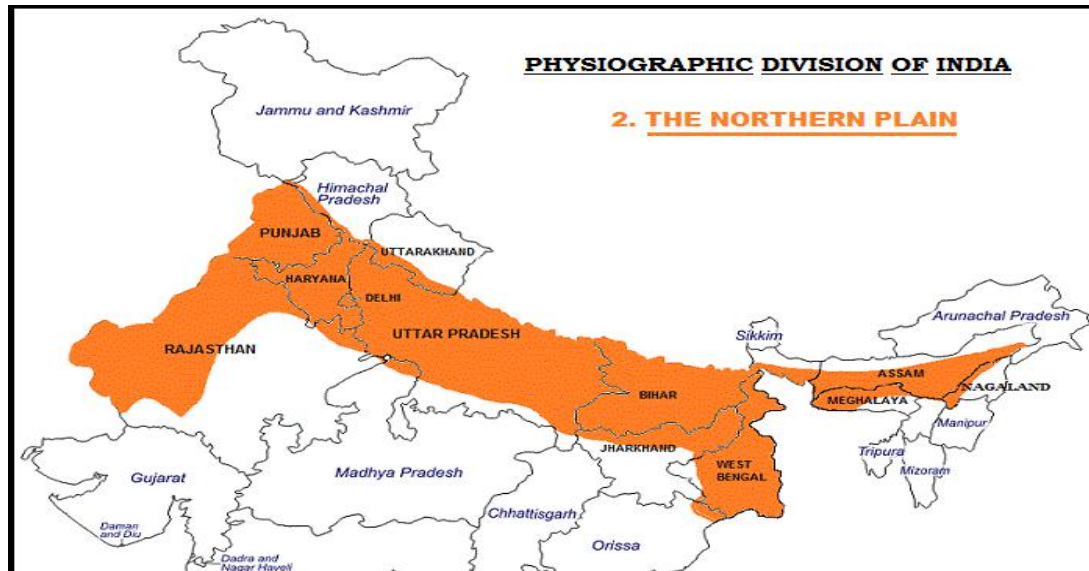 PHYSIOGRAPHIC DIVISION OF INDIA
2. THE NORTHERN PLAIN
Jammu and Kashmir
Himachal
Pradesh
PUNJAB
UTTARAKHAND
HARYANA
DELHI
UTTAR PRADESH
RAJASTHAN
Sikkim
Arunachal Pradesh
ASSAM
NAGALAND
BIHAR
MEGHALAYA
Manipur
JHARKHAND
Tripura
Mizoram
WEST
BENGAL
Gujarat
Madhya Pradesh
Chhattisgarh
Daman
and Diu
Orissa
Dadra and
Nagar Haveli